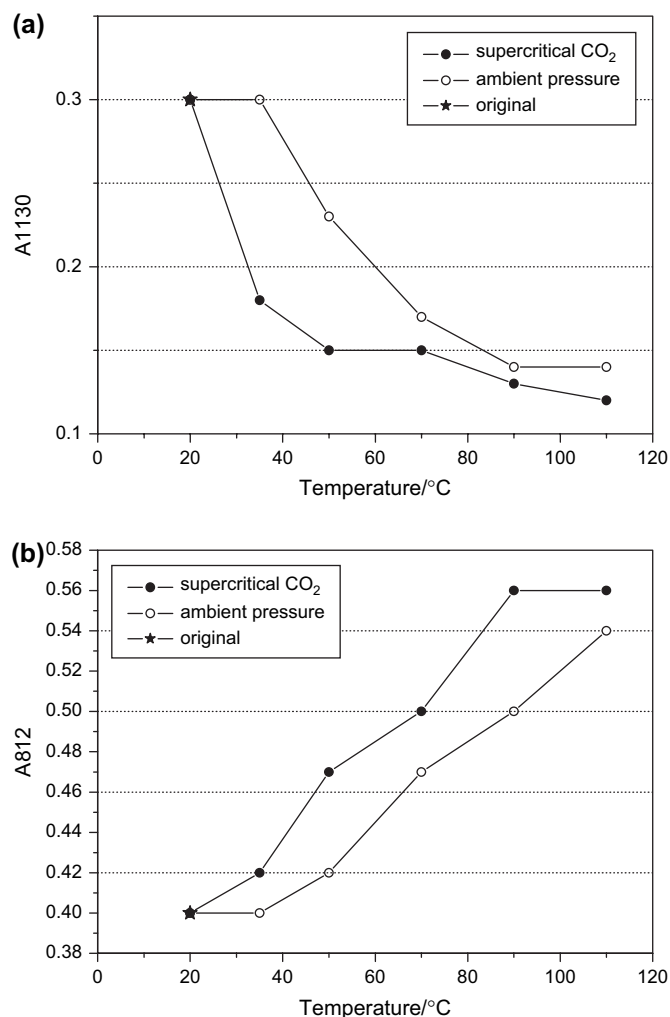 (a)
supercritical CO₂
ambient pressure
original
0.3
0.2
0.1
A1130
0 20 40 60 80 100 120
Temperature/°C
(b)
0.58
0.56
0.54
0.50
0.48
0.46
0.44
0.42
0.40
0.38
supercritical CO₂
ambient pressure
original
A812
0 20 40 60 80 100 120
Temperature/°C